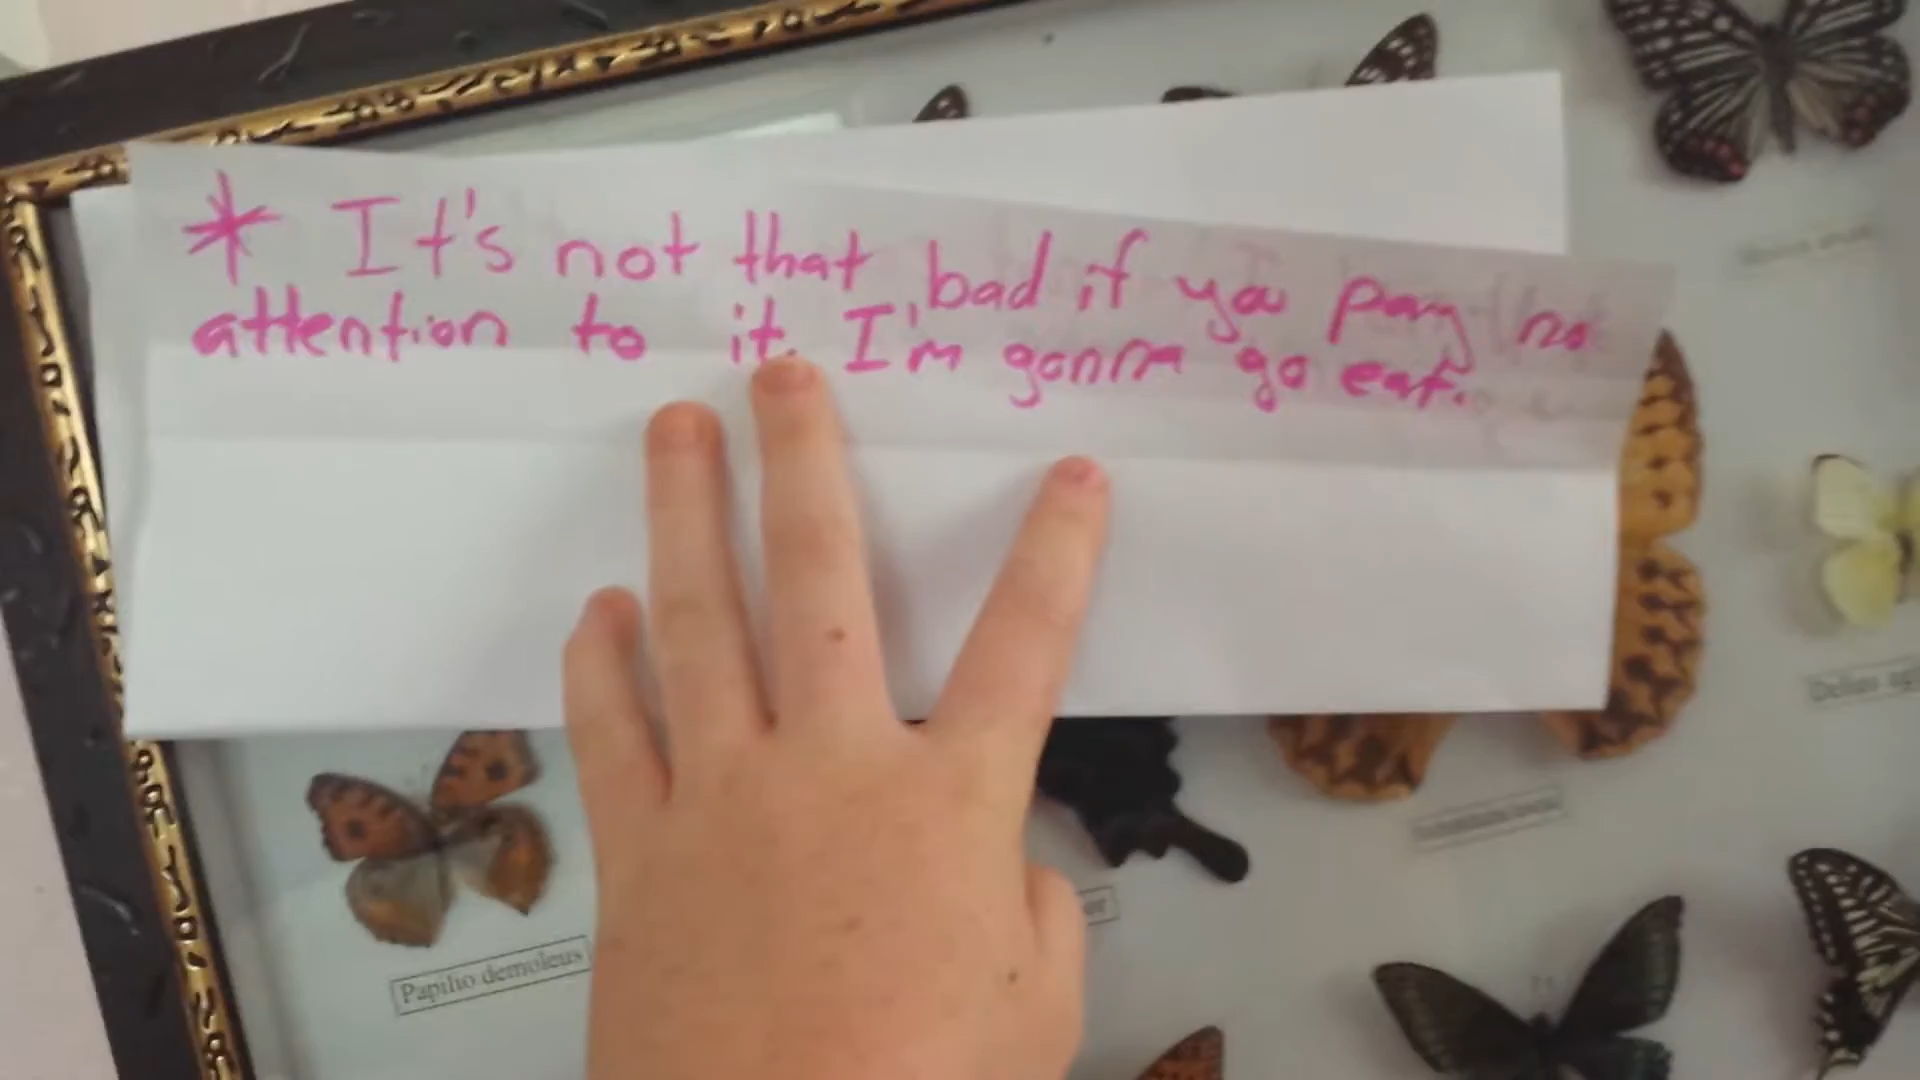 * It's not that bad if you pay no
attention to it. I'm gonna go eat.
Papilio demoleus